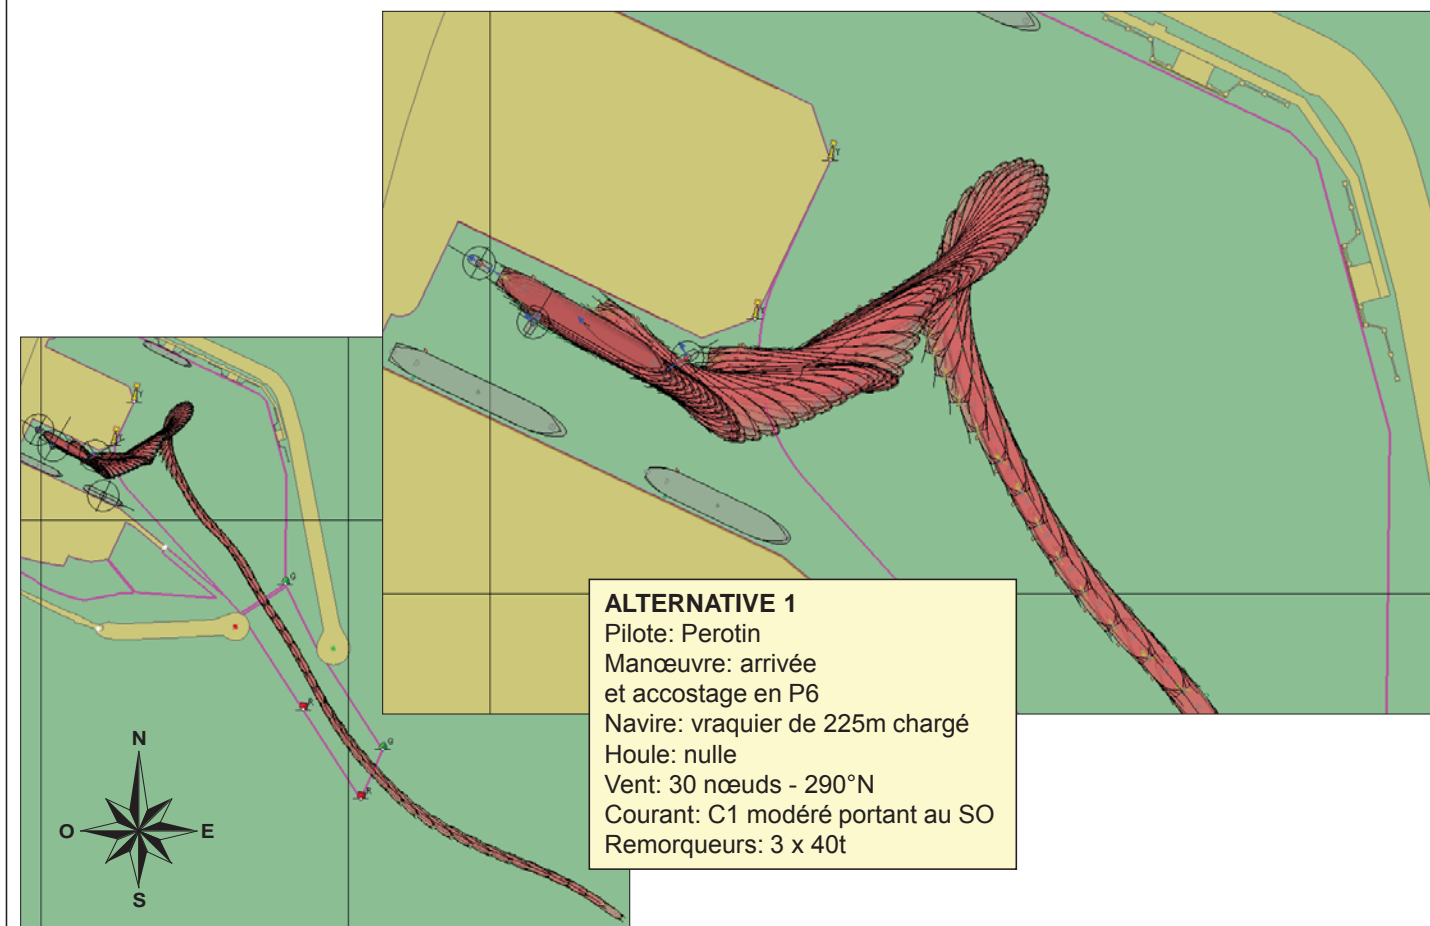 ALTERNATIVE 1
Pilote: Perotin
Manœuvre: arrivée
et accostage en P6
Navire: vraquier de 225m chargé
Houle: nulle
Vent: 30 nœuds - 290°N
Courant: C1 modéré portant au SO
Remorqueurs: 3 x 40t
N
O
E
S